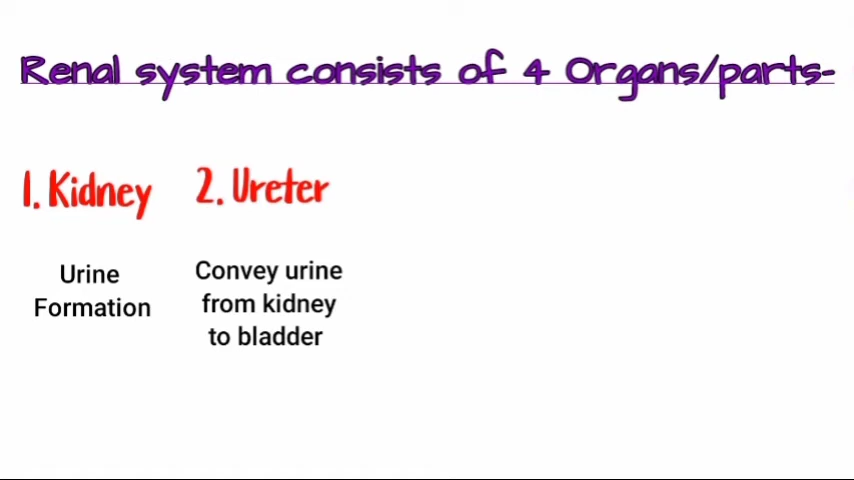 Renal system consists of 4 Organs/parts-
1. Kidney
2. Ureter
Urine
Formation
Convey urine
from kidney
to bladder